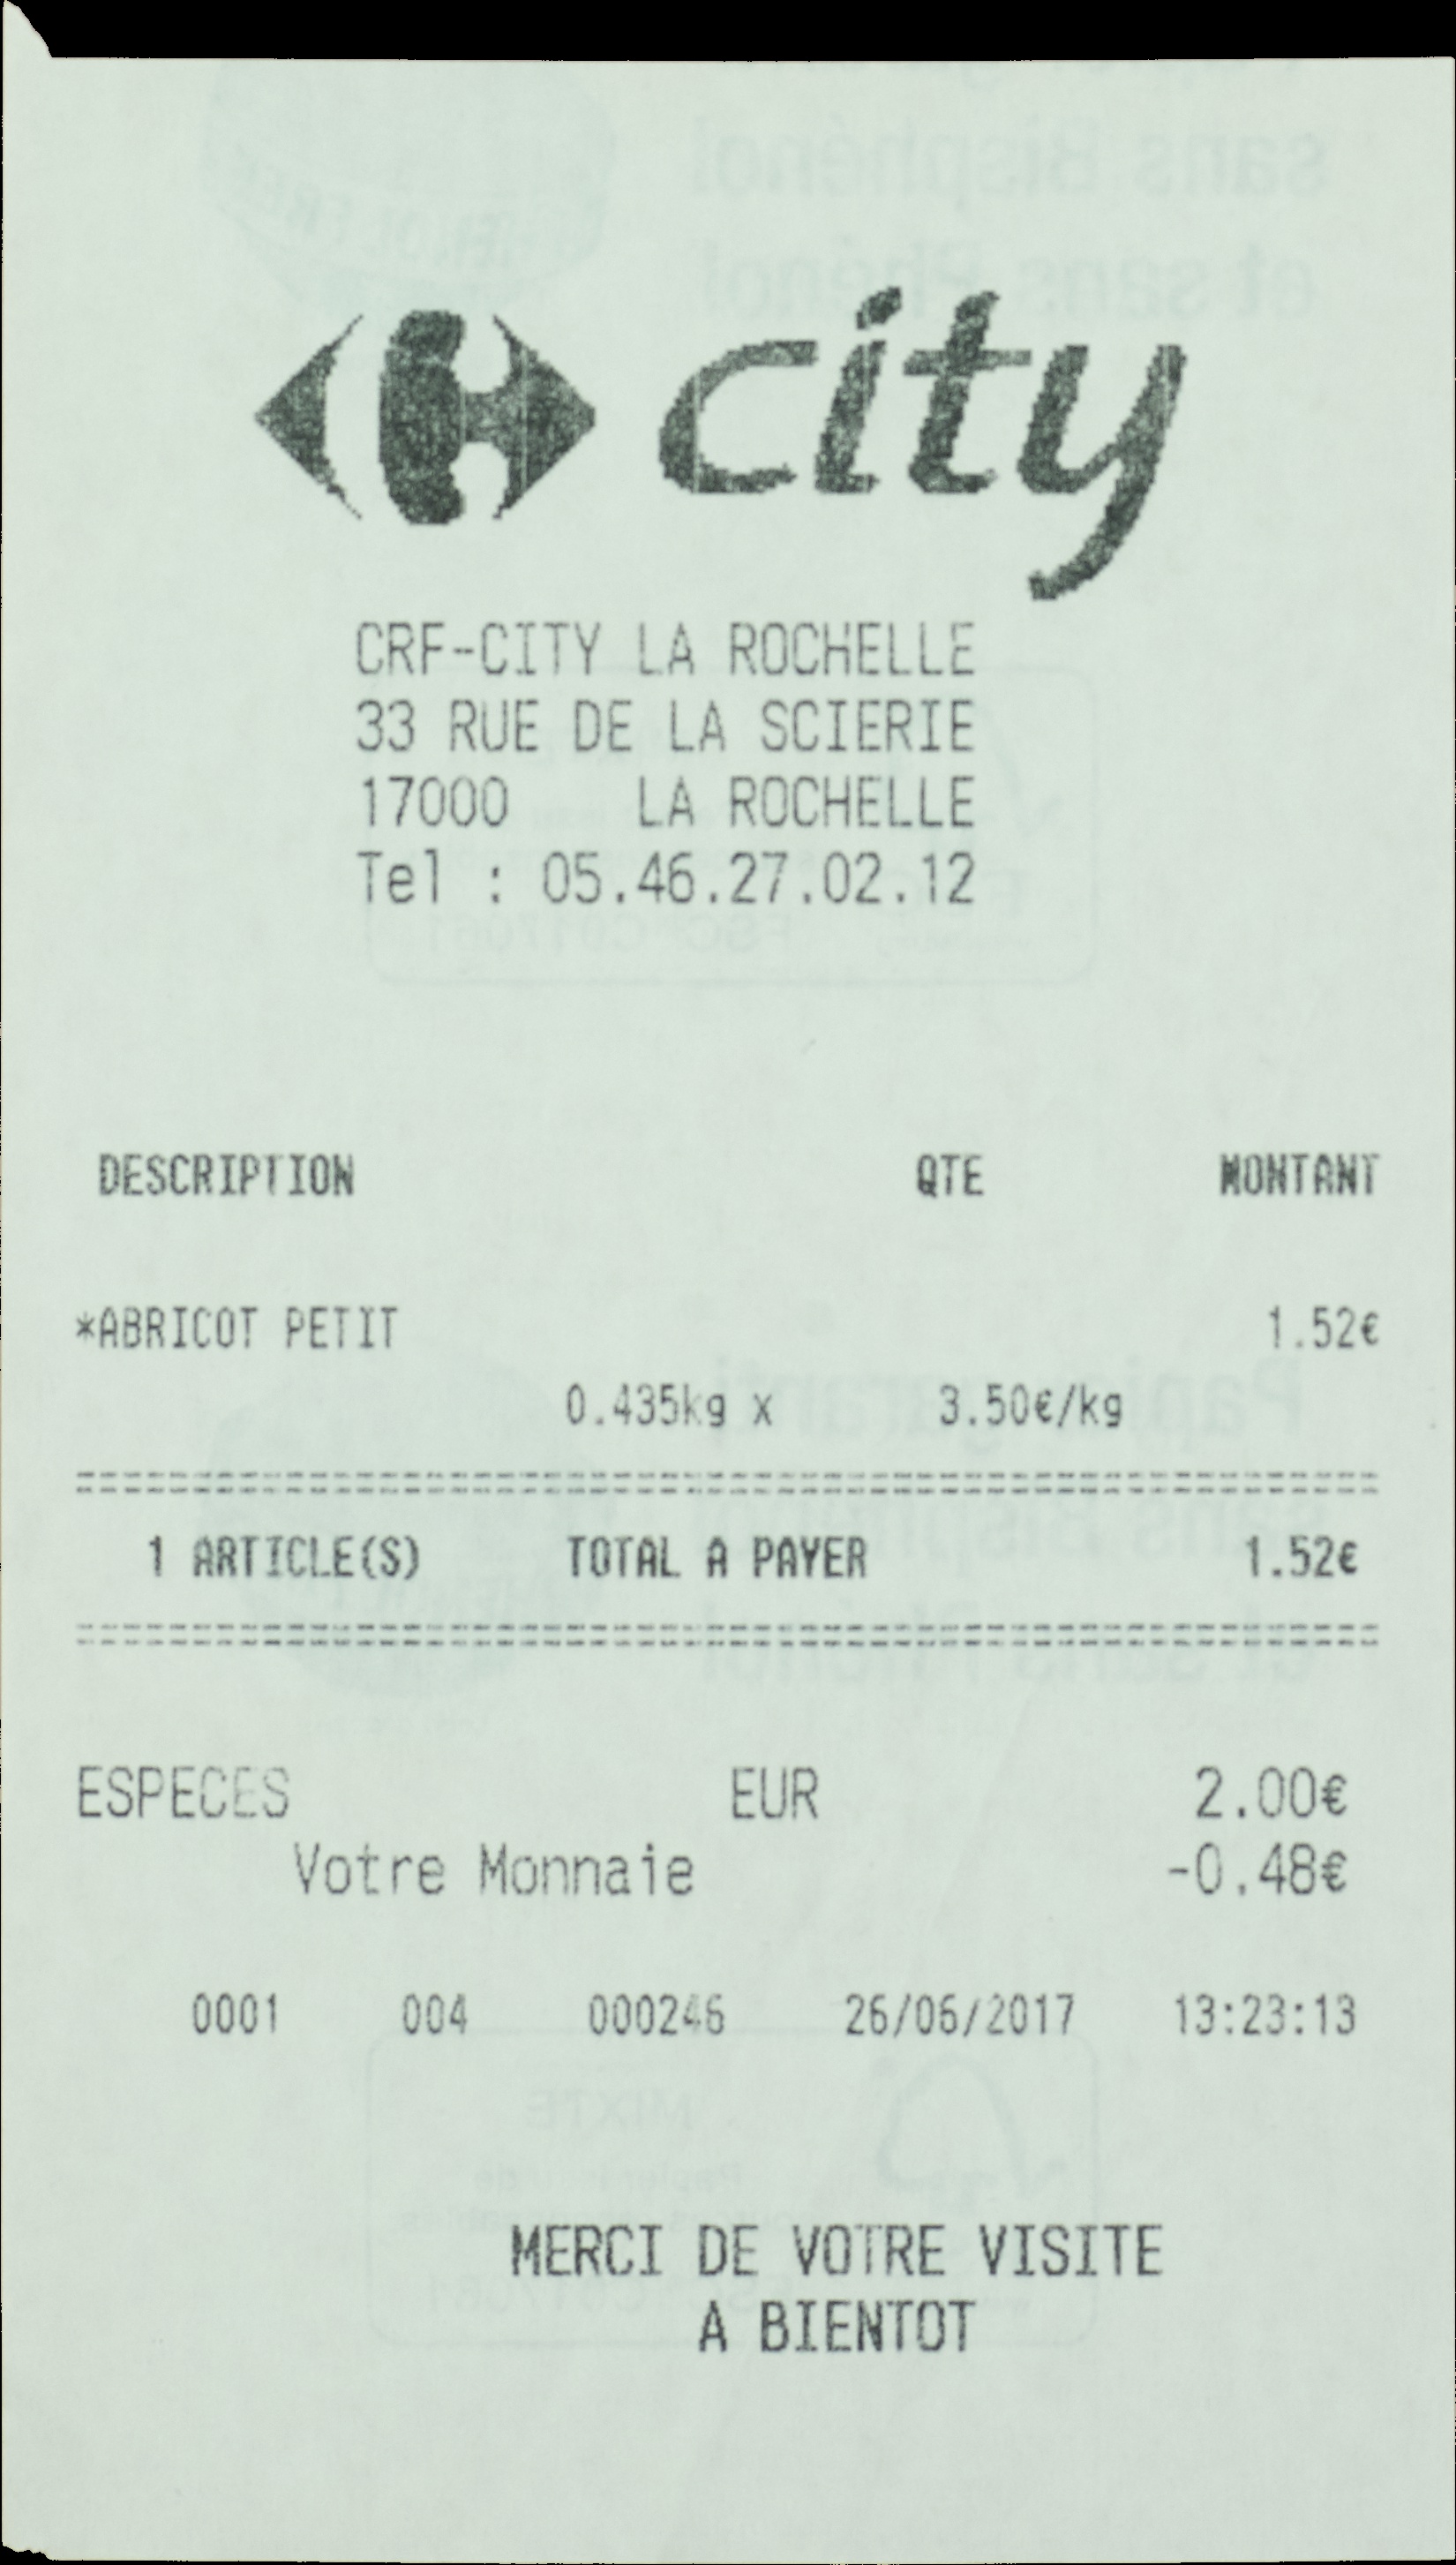 city
CRF-CITY LA ROCHELLE
33 RUE DE LA SCIERIE
17000 LA ROCHELLE
Tel : 05.46.27.02.12
DESCRIPTION QTE MONTANT
*ABRICOT PETIT 1.52€
0.435kg x 3.50€/kg
1 ARTICLE(S) TOTAL A PAYER 1.52€
ESPECES EUR 2.00€
Votre Monnaie -0.48€
0001 004 000246 26/06/2017 13:23:13
MERCI DE VOTRE VISITE
A BIENTOT